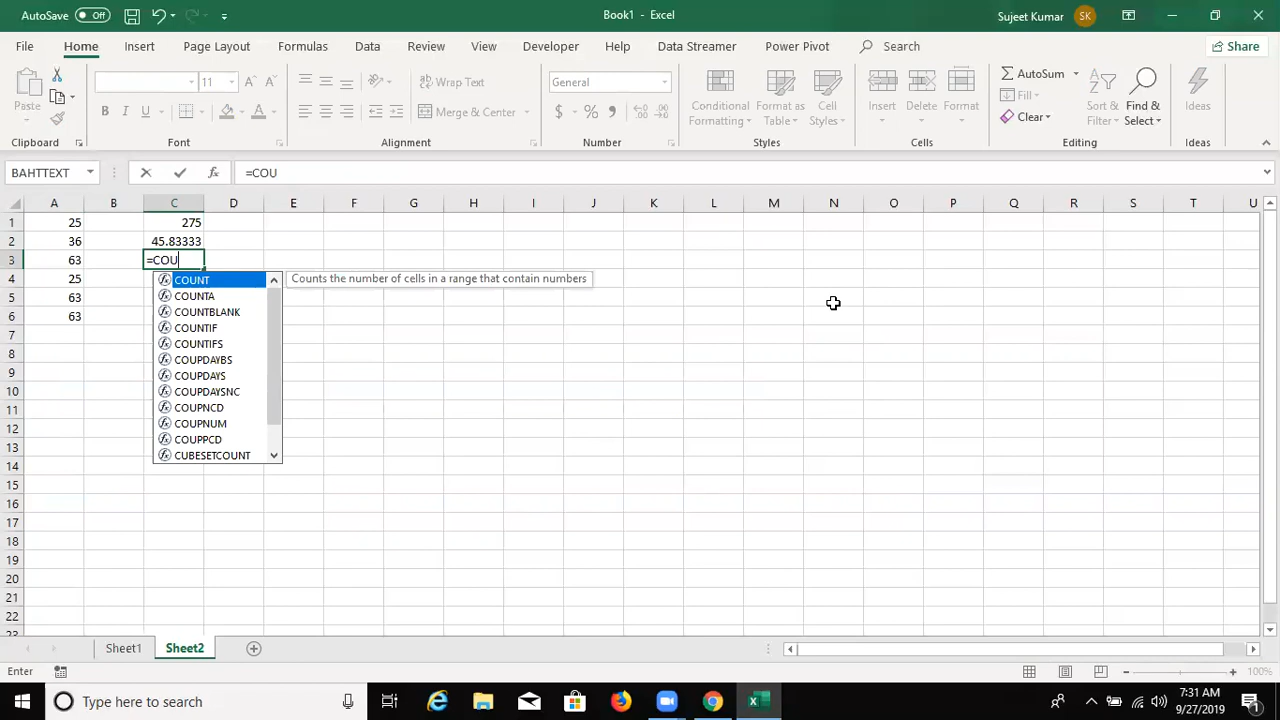 AutoSave Off Book1 - Excel Sujeet Kumar SK
File Home Insert Page Layout Formulas Data Review View Developer Help Data Streamer Power Pivot Search Share
Paste 11 A A Wrap Text General Conditional Formatting Format as Table Cell Styles Insert Delete Format AutoSum Fill Clear Sort & Filter Find & Select Ideas
B I U A Merge & Center $ %
Clipboard Font Alignment Number Styles Cells Editing Ideas
BAHTTEXT fx =COU
A B C D E F G H I J K L M N O P Q R S T U
1 25 275
2 36 45.83333
3 63 =COU
4 25
5 63
6 63
7
8
9
10
11
12
13
14
15
16
17
18
19
20
21
22
23
COUNT Counts the number of cells in a range that contain numbers
COUNTA
COUNTBLANK
COUNTIF
COUNTIFS
COUPDAYBS
COUPDAYS
COUPDAYSNC
COUPNCD
COUPNUM
COUPPCD
CUBESETCOUNT
Sheet1 Sheet2
Enter 100%
Type here to search 7:31 AM
9/27/2019 1